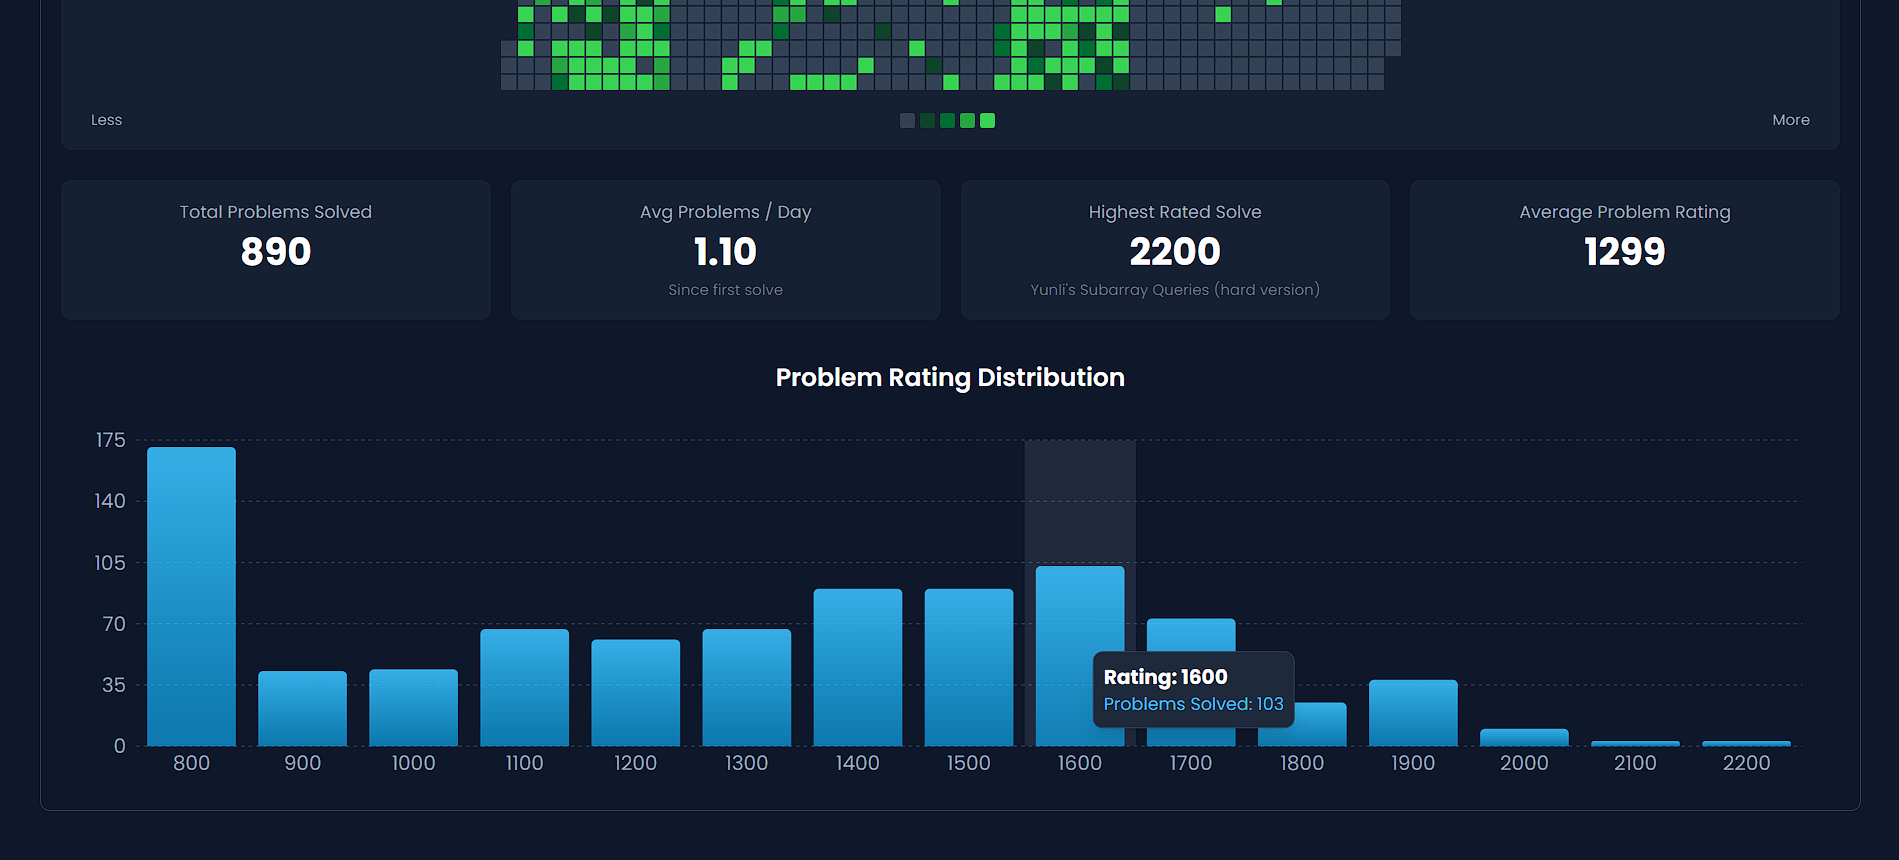 Less
More
Total Problems Solved
890
Avg Problems / Day
1.10
Since first solve
Highest Rated Solve
2200
Yunli's Subarray Queries (hard version)
Average Problem Rating
1299
Problem Rating Distribution
175
140
105
70
35
0
Rating: 1600
Problems Solved: 103
800 900 1000 1100 1200 1300 1400 1500 1600 1700 1800 1900 2000 2100 2200